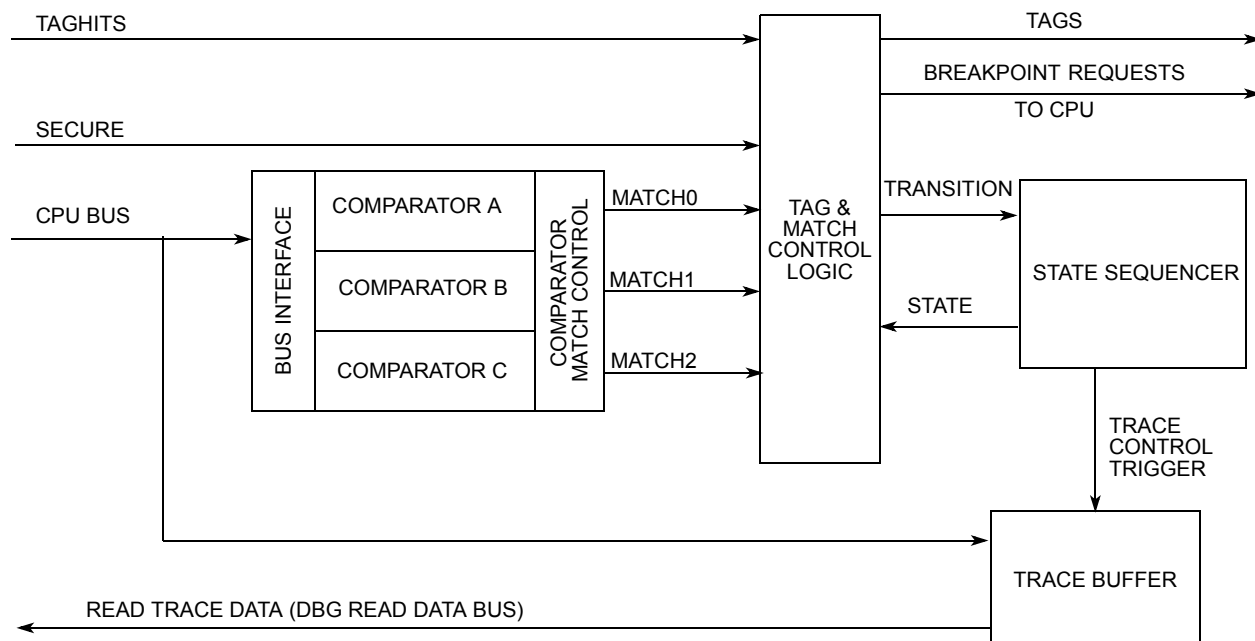 TAGHITS
TAGS
BREAKPOINT REQUESTS
TO CPU
SECURE
CPU BUS
BUS INTERFACE
COMPARATOR A
COMPARATOR B
COMPARATOR C
COMPARATOR
MATCH CONTROL
MATCH0
MATCH1
MATCH2
TAG &
MATCH
CONTROL
LOGIC
TRANSITION
STATE
STATE SEQUENCER
TRACE
CONTROL
TRIGGER
TRACE BUFFER
READ TRACE DATA (DBG READ DATA BUS)